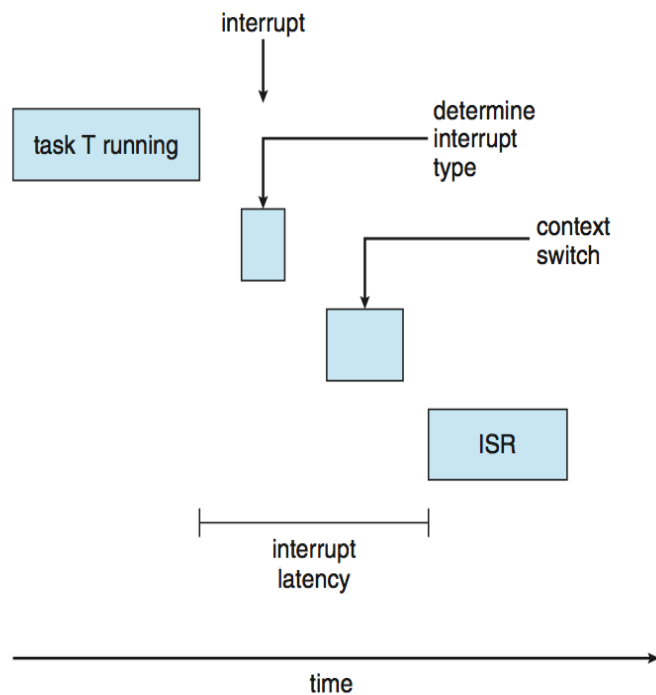 interrupt
task T running
determine
interrupt
type
context
switch
ISR
interrupt
latency
time